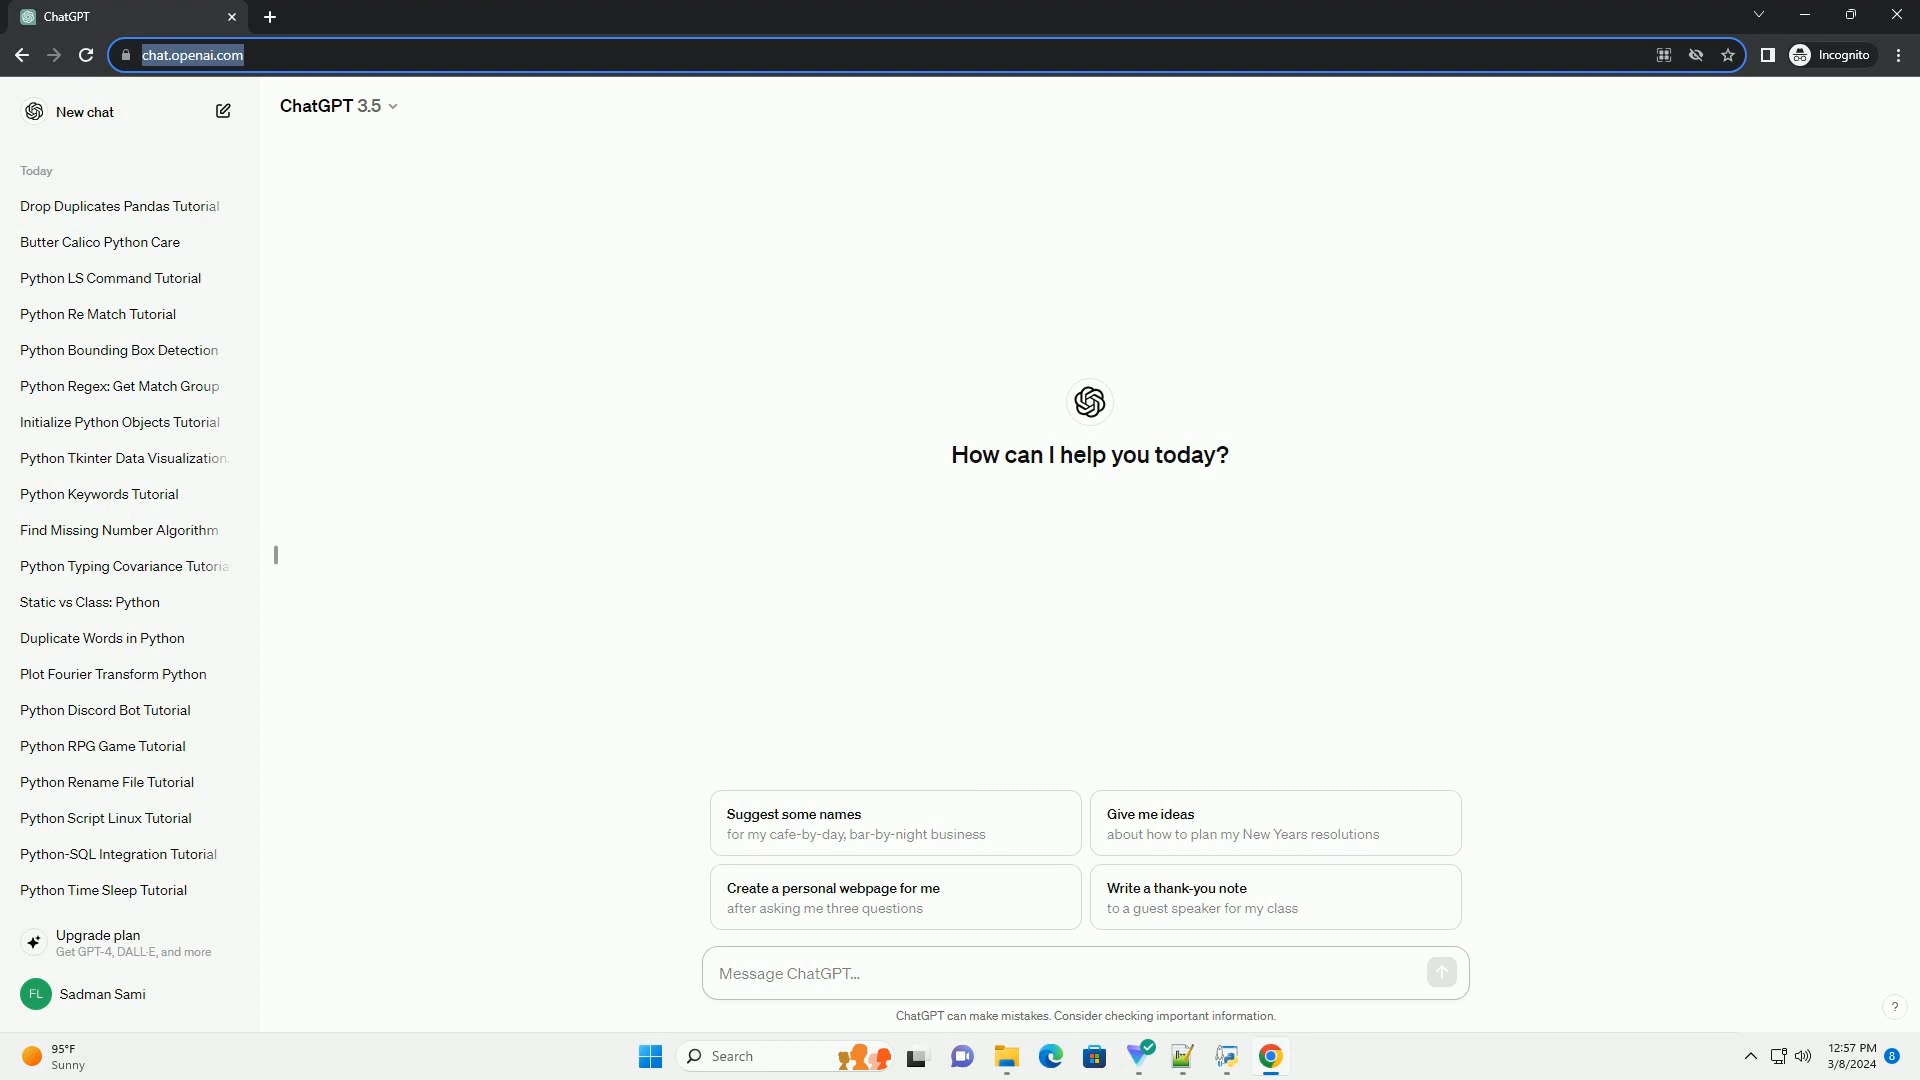 ChatGPT
chat.openai.com
Incognito
New chat
ChatGPT 3.5
Today
Drop Duplicates Pandas Tutorial
Butter Calico Python Care
Python LS Command Tutorial
Python Re Match Tutorial
Python Bounding Box Detection
Python Regex: Get Match Group
Initialize Python Objects Tutorial
Python Tkinter Data Visualization
Python Keywords Tutorial
Find Missing Number Algorithm
Python Typing Covariance Tutoria
Static vs Class: Python
Duplicate Words in Python
Plot Fourier Transform Python
Python Discord Bot Tutorial
Python RPG Game Tutorial
Python Rename File Tutorial
Python Script Linux Tutorial
Python-SQL Integration Tutorial
Python Time Sleep Tutorial
Upgrade plan
Get GPT-4, DALL·E, and more
FL Sadman Sami
How can I help you today?
Suggest some names
for my cafe-by-day, bar-by-night business
Give me ideas
about how to plan my New Years resolutions
Create a personal webpage for me
after asking me three questions
Write a thank-you note
to a guest speaker for my class
Message ChatGPT…
ChatGPT can make mistakes. Consider checking important information.
?
95°F
Sunny
Search
12:57 PM
3/8/2024
8